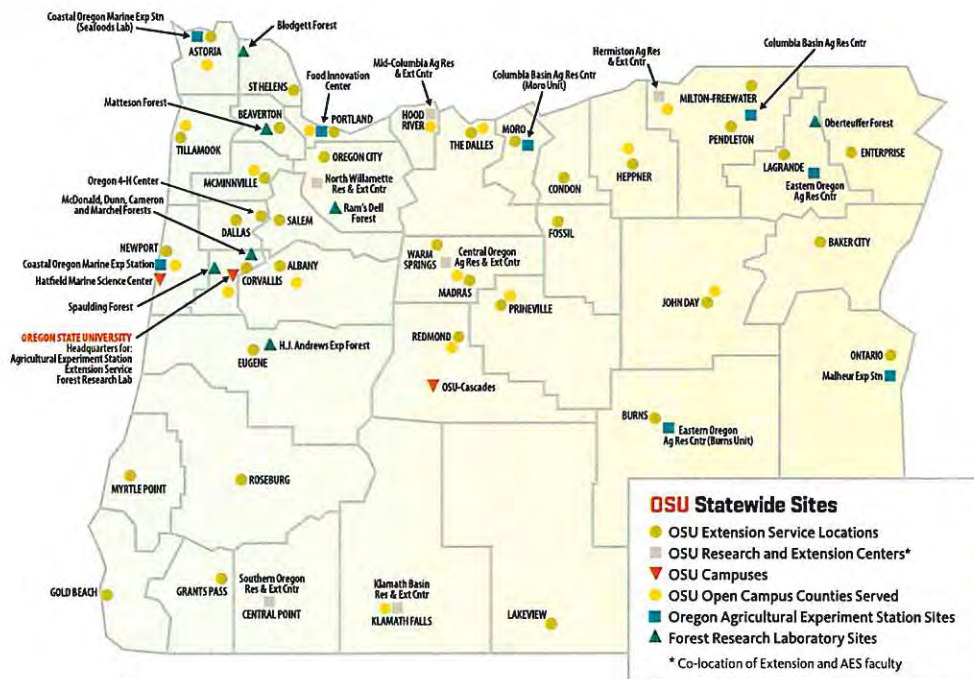 Coastal Oregon Marine Exp Stn
(Seafoods Lab)
Blodgett Forest
ASTORIA
ST HELENS
Matteson Forest
BEAVERTON
Food Innovation
Center
PORTLAND
Mid-Columbia Ag Res
& Ext Cntr
HOOD
RIVER
THE DALLES
Columbia Basin Ag Res Cntr
(Moro Unit)
MORO
Hermiston Ag Res
& Ext Cntr
Columbia Basin Ag Res Cntr
MILTON-FREEWATER
PENDLETON
Oberteuffer Forest
LAGRANDE
ENTERPRISE
Eastern Oregon
Ag Res Cntr
TILLAMOOK
OREGON CITY
MCMINNVILLE
North Willamette
Res & Ext Cntr
Ram's Dell
Forest
CONDON
HEPPNER
Oregon 4-H Center
McDonald, Dunn, Cameron
and Marchel Forests
DALLAS
SALEM
FOSSIL
BAKER CITY
NEWPORT
Coastal Oregon Marine Exp Station
Hatfield Marine Science Center
Spaulding Forest
CORVALLIS
ALBANY
WARM
SPRINGS
Central Oregon
Ag Res & Ext Cntr
MADRAS
PRINEVILLE
JOHN DAY
OREGON STATE UNIVERSITY
Headquarters for:
Agricultural Experiment Station
Extension Service
Forest Research Lab
EUGENE
H.J. Andrews Exp Forest
REDMOND
OSU-Cascades
ONTARIO
Malheur Exp Stn
BURNS
Eastern Oregon
Ag Res Cntr (Burns Unit)
MYRTLE POINT
ROSEBURG
GOLD BEACH
GRANTS PASS
Southern Oregon
Res & Ext Cntr
CENTRAL POINT
Klamath Basin
Res & Ext Cntr
KLAMATH FALLS
LAKEVIEW
OSU Statewide Sites
OSU Extension Service Locations
OSU Research and Extension Centers*
OSU Campuses
OSU Open Campus Counties Served
Oregon Agricultural Experiment Station Sites
Forest Research Laboratory Sites
* Co-location of Extension and AES faculty